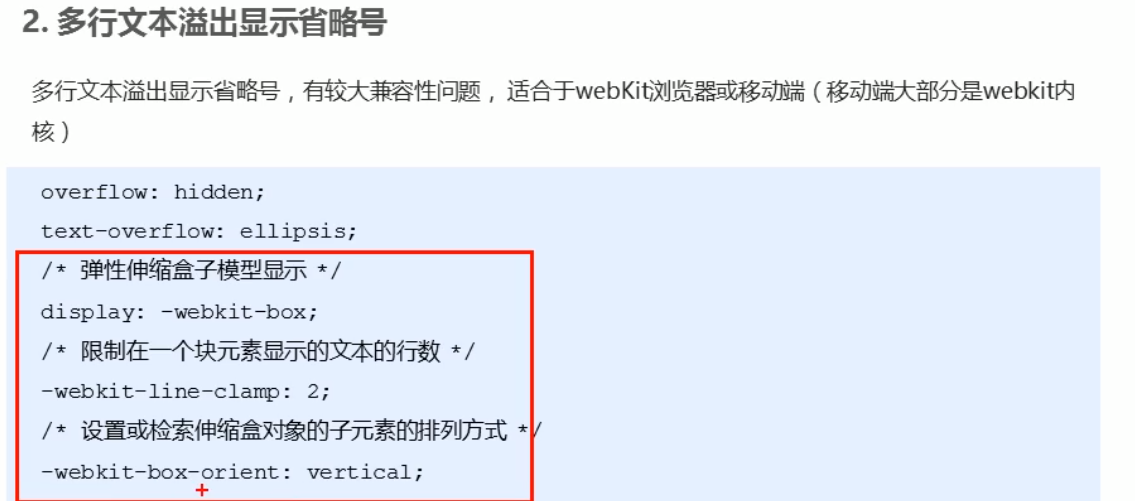 2. 多行文本溢出显示省略号
多行文本溢出显示省略号，有较大兼容性问题， 适合于webKit浏览器或移动端（移动端大部分是webkit内
核）
overflow: hidden;
text-overflow: ellipsis;
/* 弹性伸缩盒子模型显示 */
display: -webkit-box;
/* 限制在一个块元素显示的文本的行数 */
-webkit-line-clamp: 2;
/* 设置或检索伸缩盒对象的子元素的排列方式 */
-webkit-box-orient: vertical;